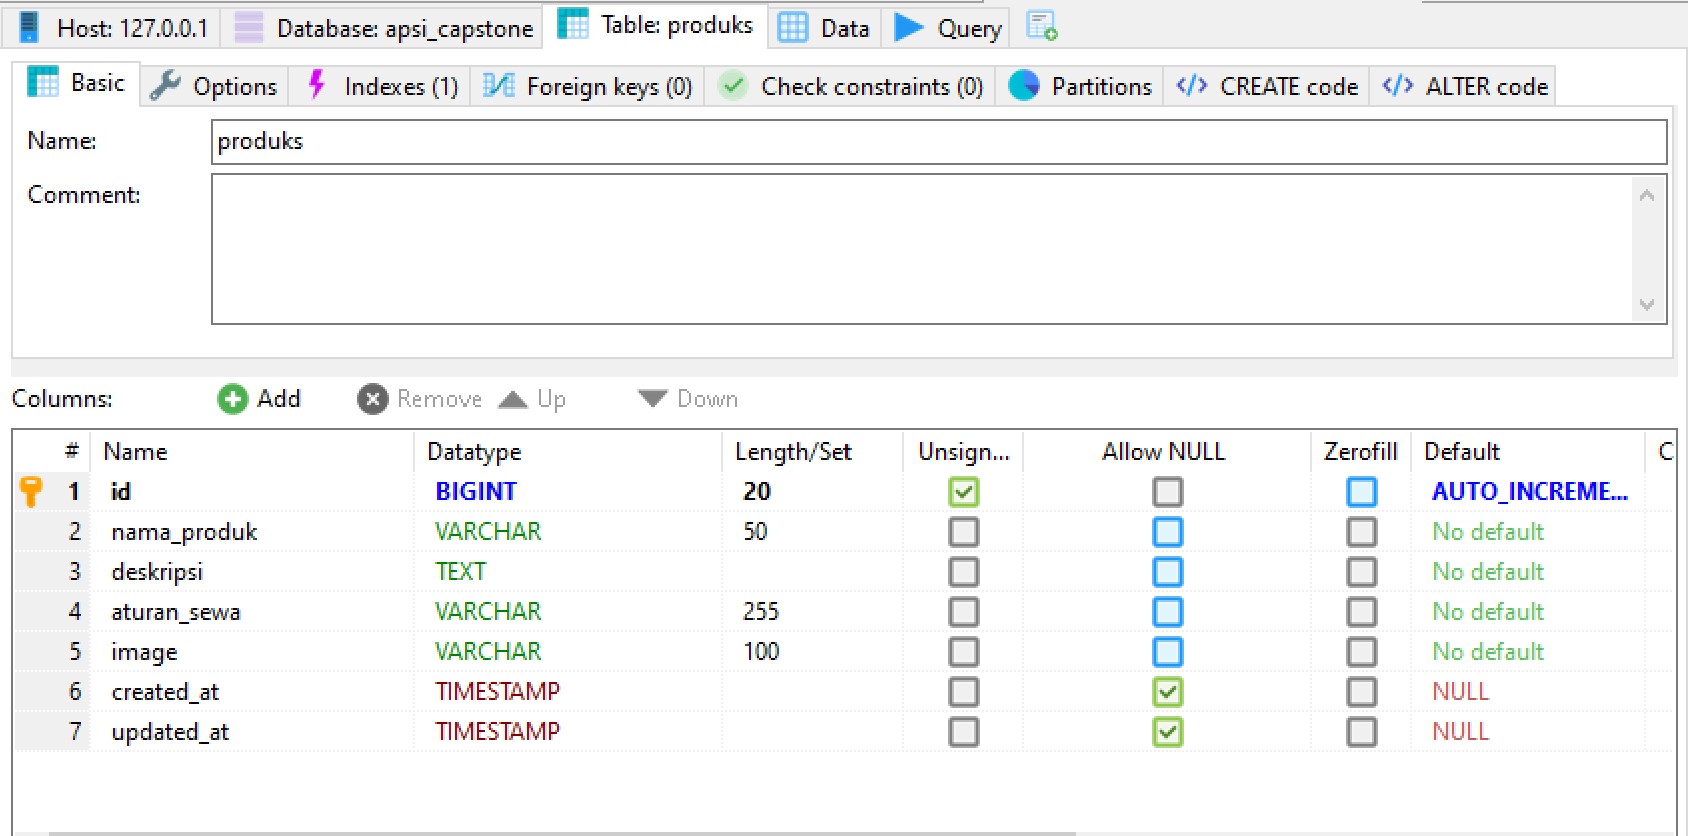 Host: 127.0.0.1 Database: apsi_capstone Table: produks Data Query
Basic Options Indexes (1) Foreign keys (0) Check constraints (0) Partitions CREATE code ALTER code
Name: produks
Comment:
Columns: Add Remove Up Down
# Name Datatype Length/Set Unsign... Allow NULL Zerofill Default C
1 id BIGINT 20 AUTO_INCREME...
2 nama_produk VARCHAR 50 No default
3 deskripsi TEXT No default
4 aturan_sewa VARCHAR 255 No default
5 image VARCHAR 100 No default
6 created_at TIMESTAMP NULL
7 updated_at TIMESTAMP NULL